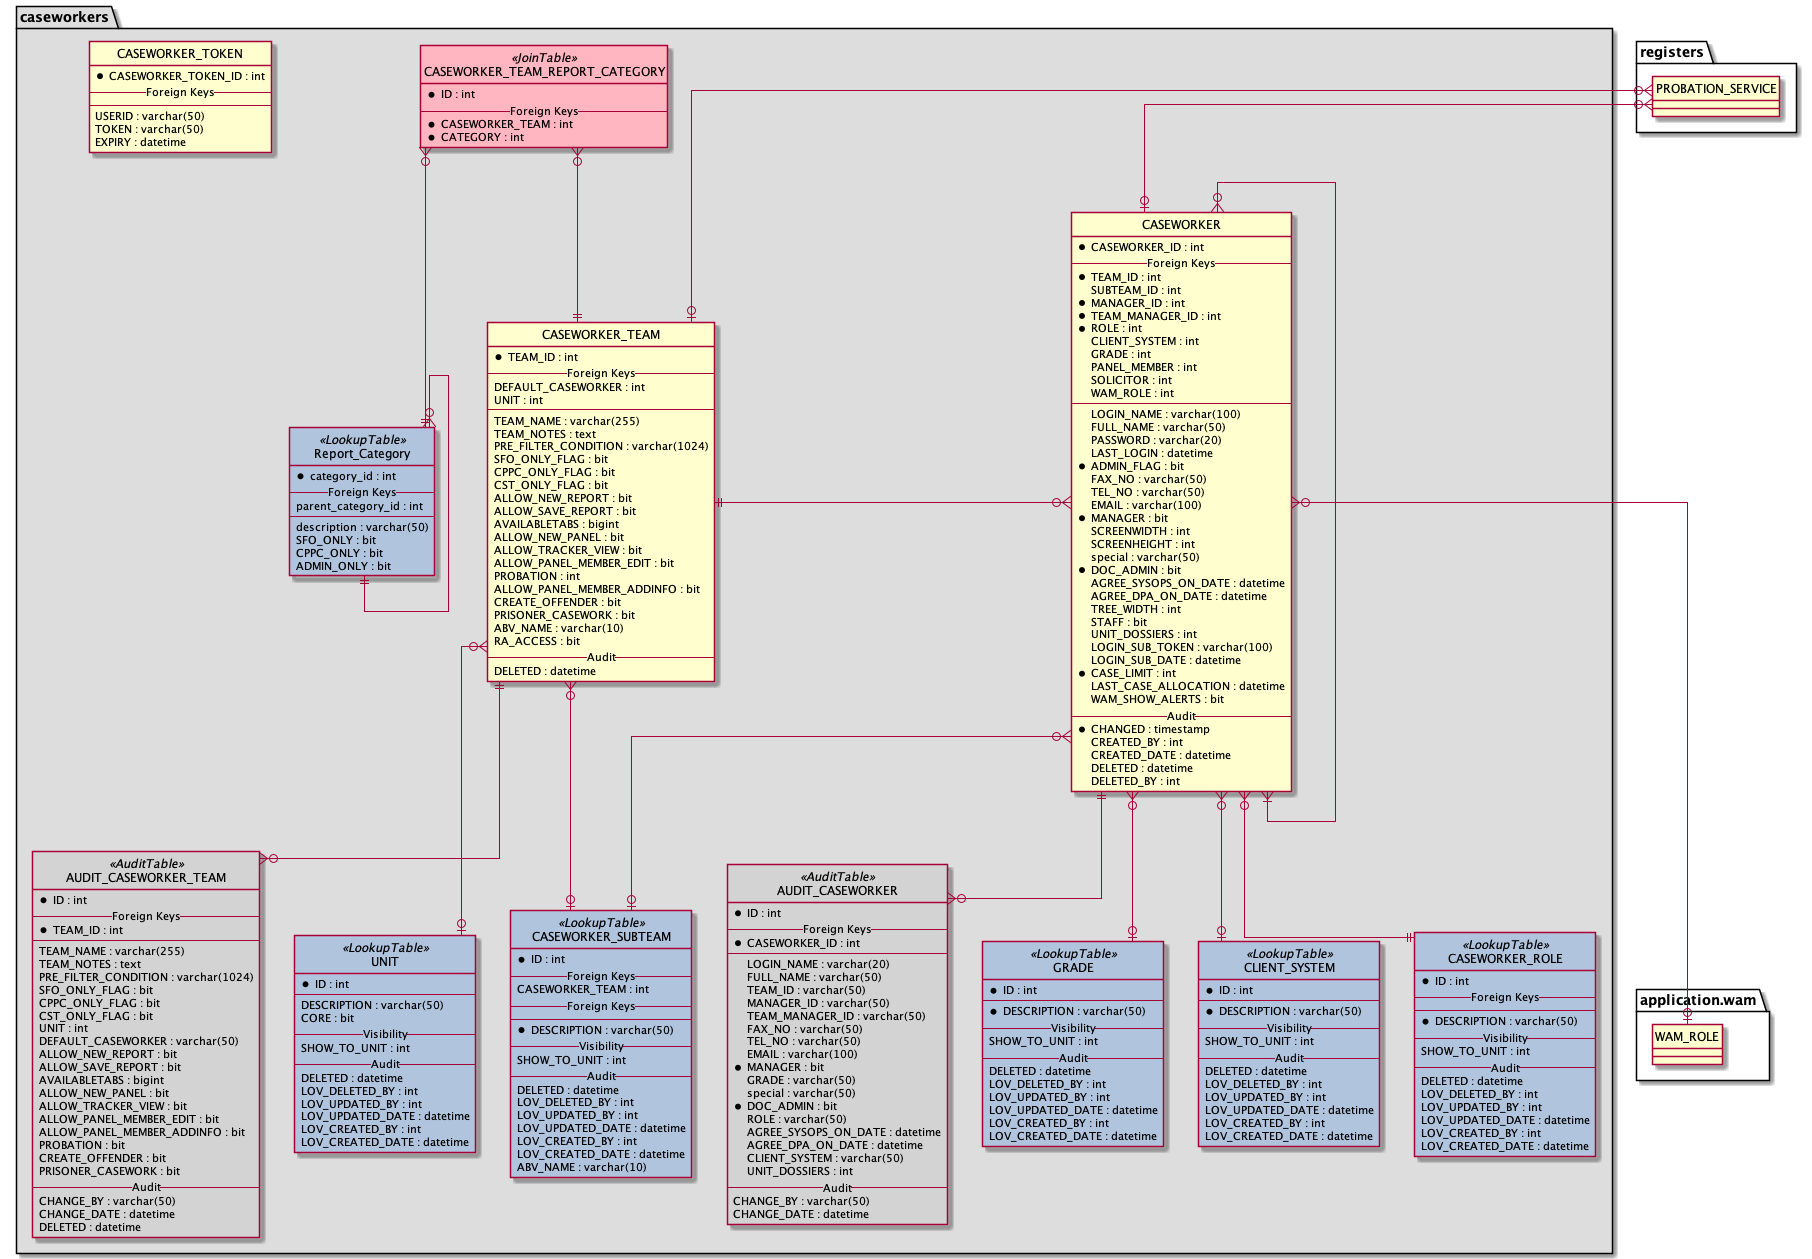 caseworkers
CASEWORKER_TOKEN
CASEWORKER_TOKEN_ID : int
Foreign Keys
USERID : varchar(50)
TOKEN : varchar(50)
EXPIRY : datetime
«JoinTable»
CASEWORKER_TEAM_REPORT_CATEGORY
ID : int
Foreign Keys
CASEWORKER_TEAM : int
CATEGORY : int
registers
PROBATION_SERVICE
CASEWORKER
CASEWORKER_ID : int
Foreign Keys
TEAM_ID : int
SUBTEAM_ID : int
MANAGER_ID : int
TEAM_MANAGER_ID : int
ROLE : int
CLIENT_SYSTEM : int
GRADE : int
PANEL_MEMBER : int
SOLICITOR : int
WAM_ROLE : int
LOGIN_NAME : varchar(100)
FULL_NAME : varchar(50)
PASSWORD : varchar(20)
LAST_LOGIN : datetime
ADMIN_FLAG : bit
FAX_NO : varchar(50)
TEL_NO : varchar(50)
EMAIL : varchar(100)
MANAGER : bit
SCREENWIDTH : int
SCREENHEIGHT : int
special : varchar(50)
DOC_ADMIN : bit
AGREE_SYSOPS_ON_DATE : datetime
AGREE_DPA_ON_DATE : datetime
TREE_WIDTH : int
STAFF : bit
UNIT_DOSSIERS : int
LOGIN_SUB_TOKEN : varchar(100)
LOGIN_SUB_DATE : datetime
CASE_LIMIT : int
LAST_CASE_ALLOCATION : datetime
WAM_SHOW_ALERTS : bit
Audit
CHANGED : timestamp
CREATED_BY : int
CREATED_DATE : datetime
DELETED : datetime
DELETED_BY : int
CASEWORKER_TEAM
TEAM_ID : int
Foreign Keys
DEFAULT_CASEWORKER : int
UNIT : int
TEAM_NAME : varchar(255)
TEAM_NOTES : text
PRE_FILTER_CONDITION : varchar(1024)
SFO_ONLY_FLAG : bit
CPPC_ONLY_FLAG : bit
CST_ONLY_FLAG : bit
ALLOW_NEW_REPORT : bit
ALLOW_SAVE_REPORT : bit
AVAILABLETABS : bigint
ALLOW_NEW_PANEL : bit
ALLOW_TRACKER_VIEW : bit
ALLOW_PANEL_MEMBER_EDIT : bit
PROBATION : int
ALLOW_PANEL_MEMBER_ADDINFO : bit
CREATE_OFFENDER : bit
PRISONER_CASEWORK : bit
ABV_NAME : varchar(10)
RA_ACCESS : bit
Audit
DELETED : datetime
«LookupTable»
Report_Category
category_id : int
Foreign Keys
parent_category_id : int
description : varchar(50)
SFO_ONLY : bit
CPPC_ONLY : bit
ADMIN_ONLY : bit
«AuditTable»
AUDIT_CASEWORKER_TEAM
ID : int
Foreign Keys
TEAM_ID : int
TEAM_NAME : varchar(255)
TEAM_NOTES : text
PRE_FILTER_CONDITION : varchar(1024)
SFO_ONLY_FLAG : bit
CPPC_ONLY_FLAG : bit
CST_ONLY_FLAG : bit
UNIT : int
DEFAULT_CASEWORKER : varchar(50)
ALLOW_NEW_REPORT : bit
ALLOW_SAVE_REPORT : bit
AVAILABLETABS : bigint
ALLOW_NEW_PANEL : bit
ALLOW_TRACKER_VIEW : bit
ALLOW_PANEL_MEMBER_EDIT : bit
ALLOW_PANEL_MEMBER_ADDINFO : bit
PROBATION : bit
CREATE_OFFENDER : bit
PRISONER_CASEWORK : bit
Audit
CHANGE_BY : varchar(50)
CHANGE_DATE : datetime
DELETED : datetime
«LookupTable»
UNIT
ID : int
DESCRIPTION : varchar(50)
CORE : bit
Visibility
SHOW_TO_UNIT : int
Audit
DELETED : datetime
LOV_DELETED_BY : int
LOV_UPDATED_BY : int
LOV_UPDATED_DATE : datetime
LOV_CREATED_BY : int
LOV_CREATED_DATE : datetime
«LookupTable»
CASEWORKER_SUBTEAM
ID : int
Foreign Keys
CASEWORKER_TEAM : int
Foreign Keys
DESCRIPTION : varchar(50)
Visibility
SHOW_TO_UNIT : int
Audit
DELETED : datetime
LOV_DELETED_BY : int
LOV_UPDATED_BY : int
LOV_UPDATED_DATE : datetime
LOV_CREATED_BY : int
LOV_CREATED_DATE : datetime
ABV_NAME : varchar(10)
«AuditTable»
AUDIT_CASEWORKER
ID : int
Foreign Keys
CASEWORKER_ID : int
LOGIN_NAME : varchar(20)
FULL_NAME : varchar(50)
TEAM_ID : varchar(50)
MANAGER_ID : varchar(50)
TEAM_MANAGER_ID : varchar(50)
FAX_NO : varchar(50)
TEL_NO : varchar(50)
EMAIL : varchar(100)
MANAGER : bit
GRADE : varchar(50)
special : varchar(50)
DOC_ADMIN : bit
ROLE : varchar(50)
AGREE_SYSOPS_ON_DATE : datetime
AGREE_DPA_ON_DATE : datetime
CLIENT_SYSTEM : varchar(50)
UNIT_DOSSIERS : int
Audit
CHANGE_BY : varchar(50)
CHANGE_DATE : datetime
«LookupTable»
GRADE
ID : int
DESCRIPTION : varchar(50)
Visibility
SHOW_TO_UNIT : int
Audit
DELETED : datetime
LOV_DELETED_BY : int
LOV_UPDATED_BY : int
LOV_UPDATED_DATE : datetime
LOV_CREATED_BY : int
LOV_CREATED_DATE : datetime
«LookupTable»
CLIENT_SYSTEM
ID : int
DESCRIPTION : varchar(50)
Visibility
SHOW_TO_UNIT : int
Audit
DELETED : datetime
LOV_DELETED_BY : int
LOV_UPDATED_BY : int
LOV_UPDATED_DATE : datetime
LOV_CREATED_BY : int
LOV_CREATED_DATE : datetime
«LookupTable»
CASEWORKER_ROLE
ID : int
Foreign Keys
DESCRIPTION : varchar(50)
Visibility
SHOW_TO_UNIT : int
Audit
DELETED : datetime
LOV_DELETED_BY : int
LOV_UPDATED_BY : int
LOV_UPDATED_DATE : datetime
LOV_CREATED_BY : int
LOV_CREATED_DATE : datetime
application.wam
WAM_ROLE